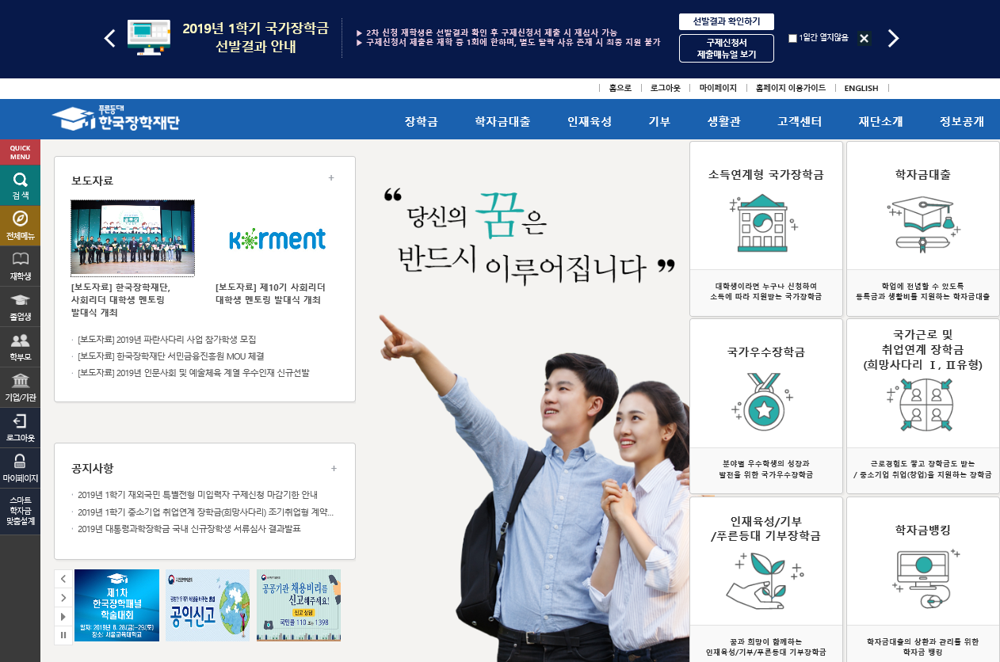 2019년 1학기 국가장학금
선발결과 안내
▶ 2차 신청 재학생은 선발결과 확인 후 구제신청서 제출 시 재심사 가능
▶ 구제신청서 제출은 재학 중 1회에 한하며, 별도 탈락 사유 존재 시 최종 지원 불가
선발결과 확인하기
구제신청서
제출매뉴얼 보기
1일간 열지않음
홈으로
로그아웃
마이페이지
홈페이지 이용가이드
ENGLISH
푸른등대
한국장학재단
장학금
학자금대출
인재육성
기부
생활관
고객센터
재단소개
정보공개
QUICK
MENU
검 색
전체메뉴
재학생
졸업생
학부모
기업/기관
로그아웃
마이페이지
스마트
학자금
맞춤설계
보도자료
+
korment
[보도자료] 한국장학재단,
사회리더 대학생 멘토링
발대식 개최
[보도자료] 제10기 사회리더
대학생 멘토링 발대식 개최
· [보도자료] 2019년 파란사다리 사업 참가학생 모집
· [보도자료] 한국장학재단 서민금융진흥원 MOU 체결
· [보도자료] 2019년 인문사회 및 예술체육 계열 우수인재 신규선발
공지사항
+
· 2019년 1학기 재외국민 특별전형 미입력자 구제신청 마감기한 안내
· 2019년 1학기 중소기업 취업연계 장학금(희망사다리) 조기취업형 계약...
· 2019년 대통령과학장학금 국내 신규장학생 서류심사 결과발표
제1차
한국장학패널
학술대회
일자: 2019년 6. 28.(금)~29.(토)
장소: 서울교육대학교
공익신고
공공기관 채용비리를
신고해주세요!
신고 상담
국민콜 110 또는 1398
“ 당신의 꿈은
반드시 이루어집니다 ”
소득연계형 국가장학금
대학생이라면 누구나 신청하여
소득에 따라 지원받는 국가장학금
학자금대출
학업에 전념할 수 있도록
등록금과 생활비를 지원하는 학자금대출
국가우수장학금
분야별 우수학생의 성장과
발전을 위한 국가우수장학금
국가근로 및
취업연계 장학금
(희망사다리 Ⅰ, Ⅱ유형)
근로경험도 쌓고 장학금도 받는
/ 중소기업 취업(창업)을 지원하는 장학금
인재육성/기부
/푸른등대 기부장학금
꿈과 희망이 함께하는
인재육성/기부/푸른등대 기부장학금
학자금뱅킹
학자금대출의 상환과 관리를 위한
학자금 뱅킹